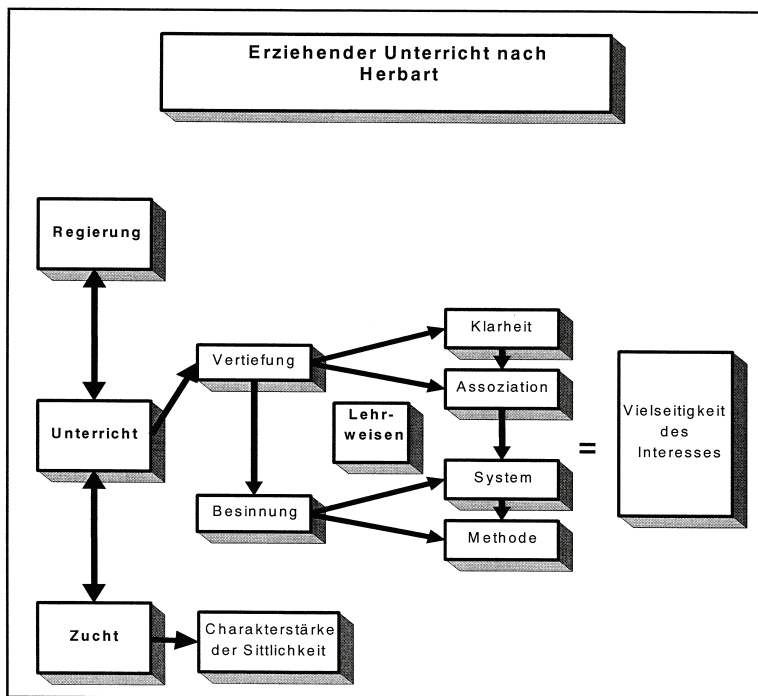 Erziehender Unterricht nach
Herbart
Regierung
Klarheit
Vertiefung
Assoziation
Lehr-
weisen
Unterricht
Vielseitigkeit
des
Interesses
=
System
Besinnung
Methode
Zucht
Charakterstärke
der Sittlichkeit